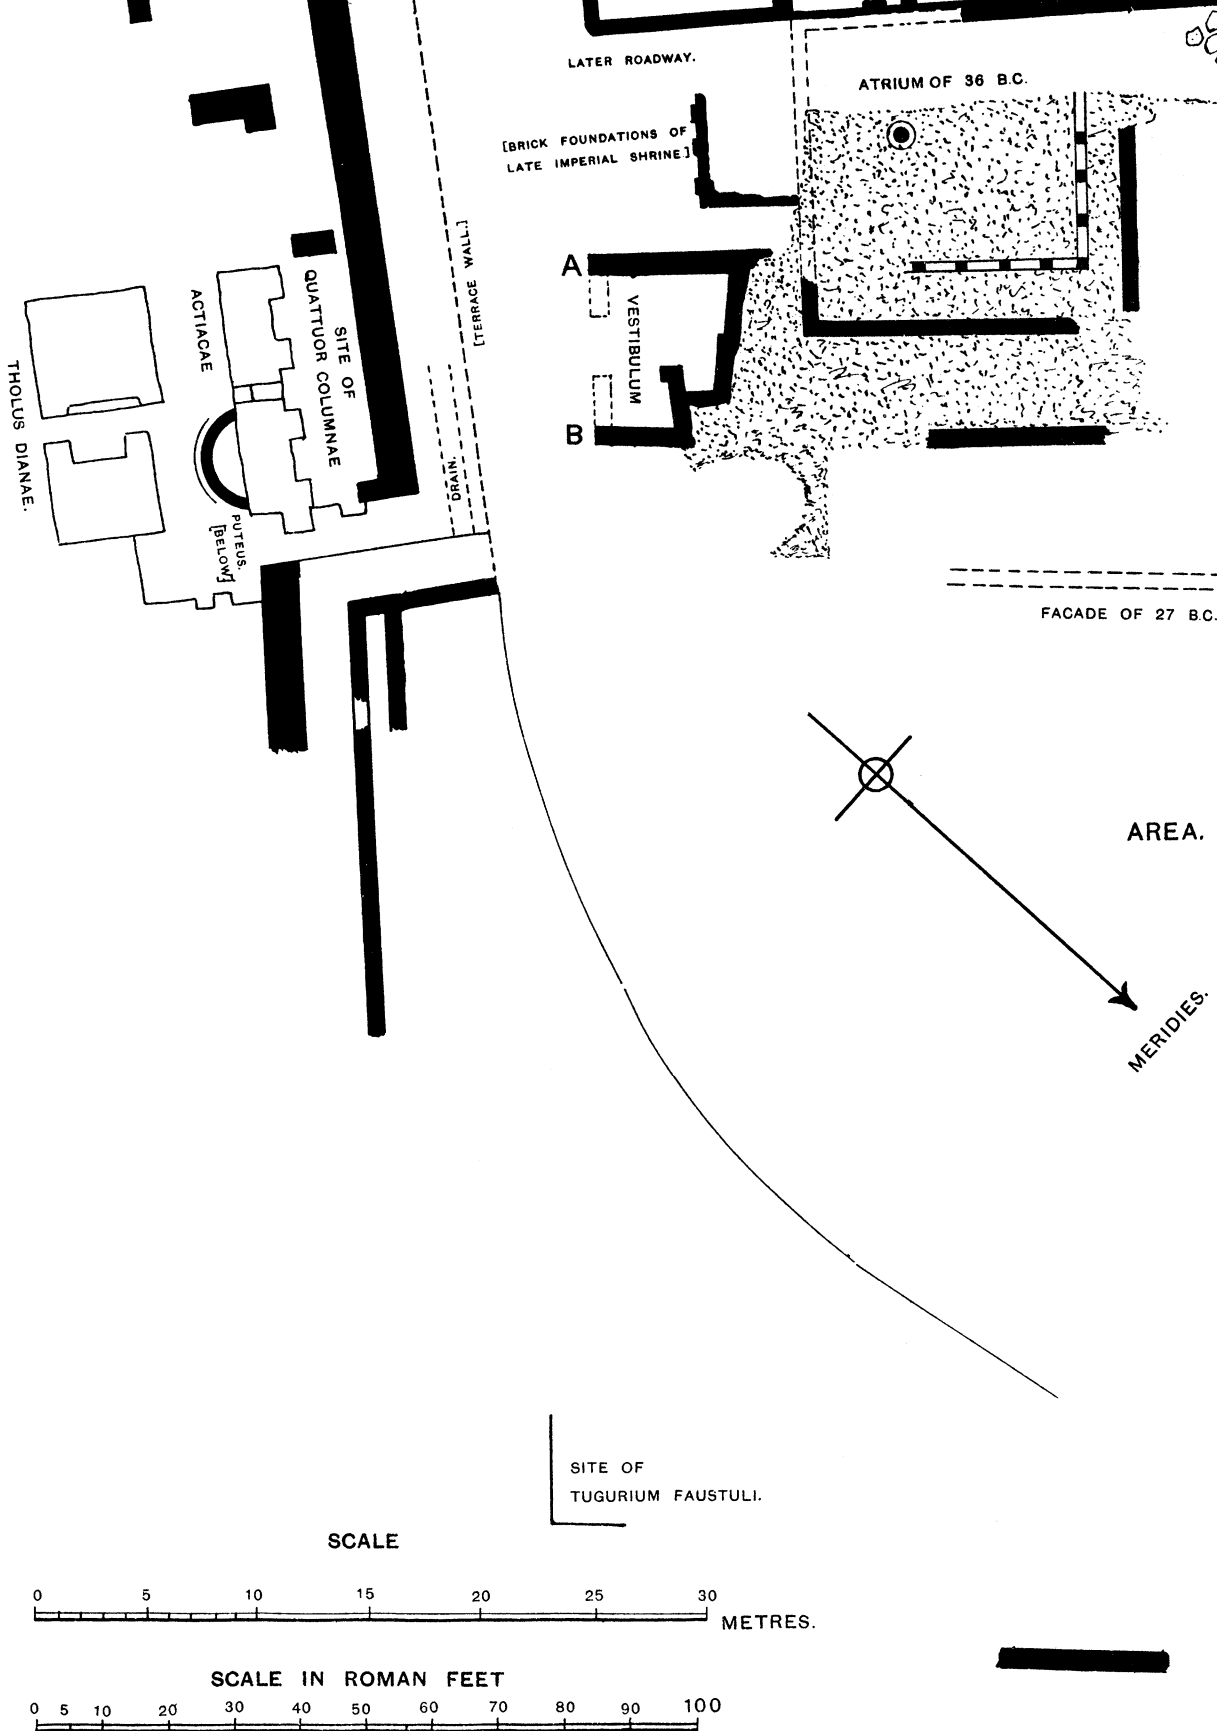 LATER ROADWAY.
ATRIUM OF 36 B.C.
[BRICK FOUNDATIONS OF
LATE IMPERIAL SHRINE.]
[TERRACE WALL.]
A
VESTIBULUM
B
ACTIACAE
SITE OF
QUATTUOR COLUMNAE
THOLUS DIANAE.
DRAIN.
PUTEUS.
[BELOW]
FACADE OF 27 B.C.
AREA.
MERIDIES.
SITE OF
TUGURIUM FAUSTULI.
SCALE
0 5 10 15 20 25 30
METRES.
SCALE IN ROMAN FEET
0 5 10 20 30 40 50 60 70 80 90 100